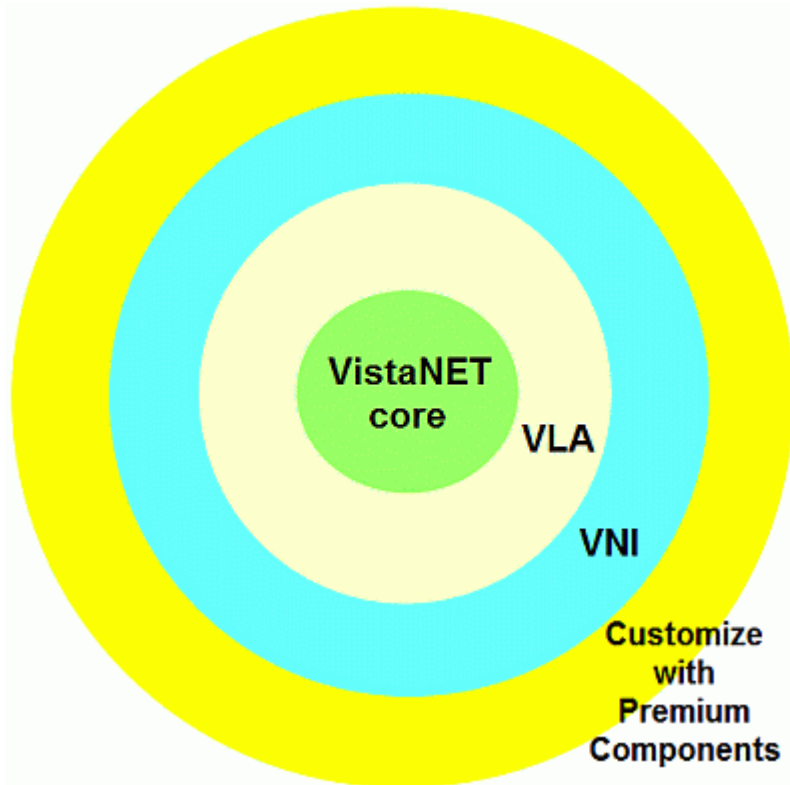 VistaNET
core
VLA
VNI
Customize
with
Premium
Components